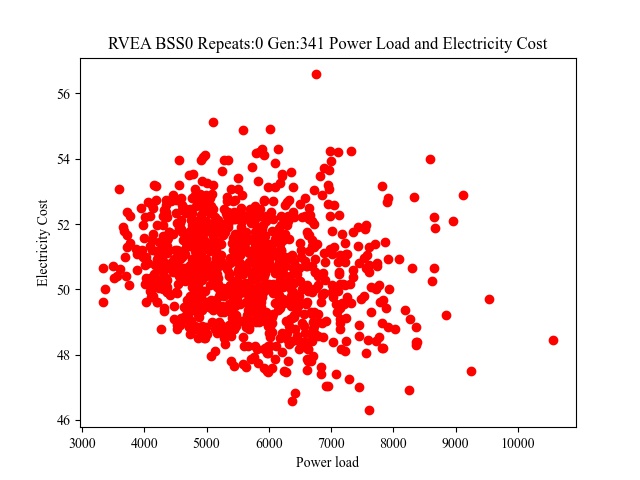 RVEA BSS0 Repeats:0 Gen:341 Power Load and Electricity Cost
56
54
52
50
48
46
Electricity Cost
3000 4000 5000 6000 7000 8000 9000 10000
Power load